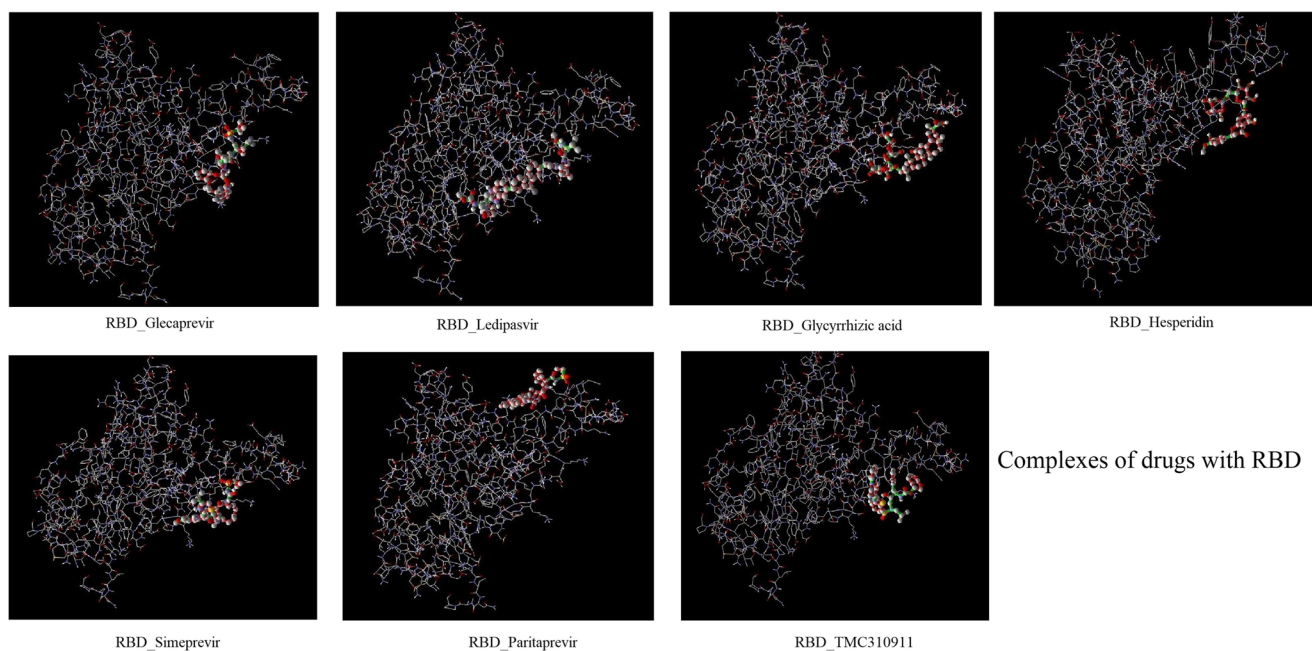 RBD_Glecaprevir
RBD_Ledipasvir
RBD_Glycyrrhizic acid
RBD_Hesperidin
Complexes of drugs with RBD
RBD_Simeprevir
RBD_Paritaprevir
RBD_TMC310911